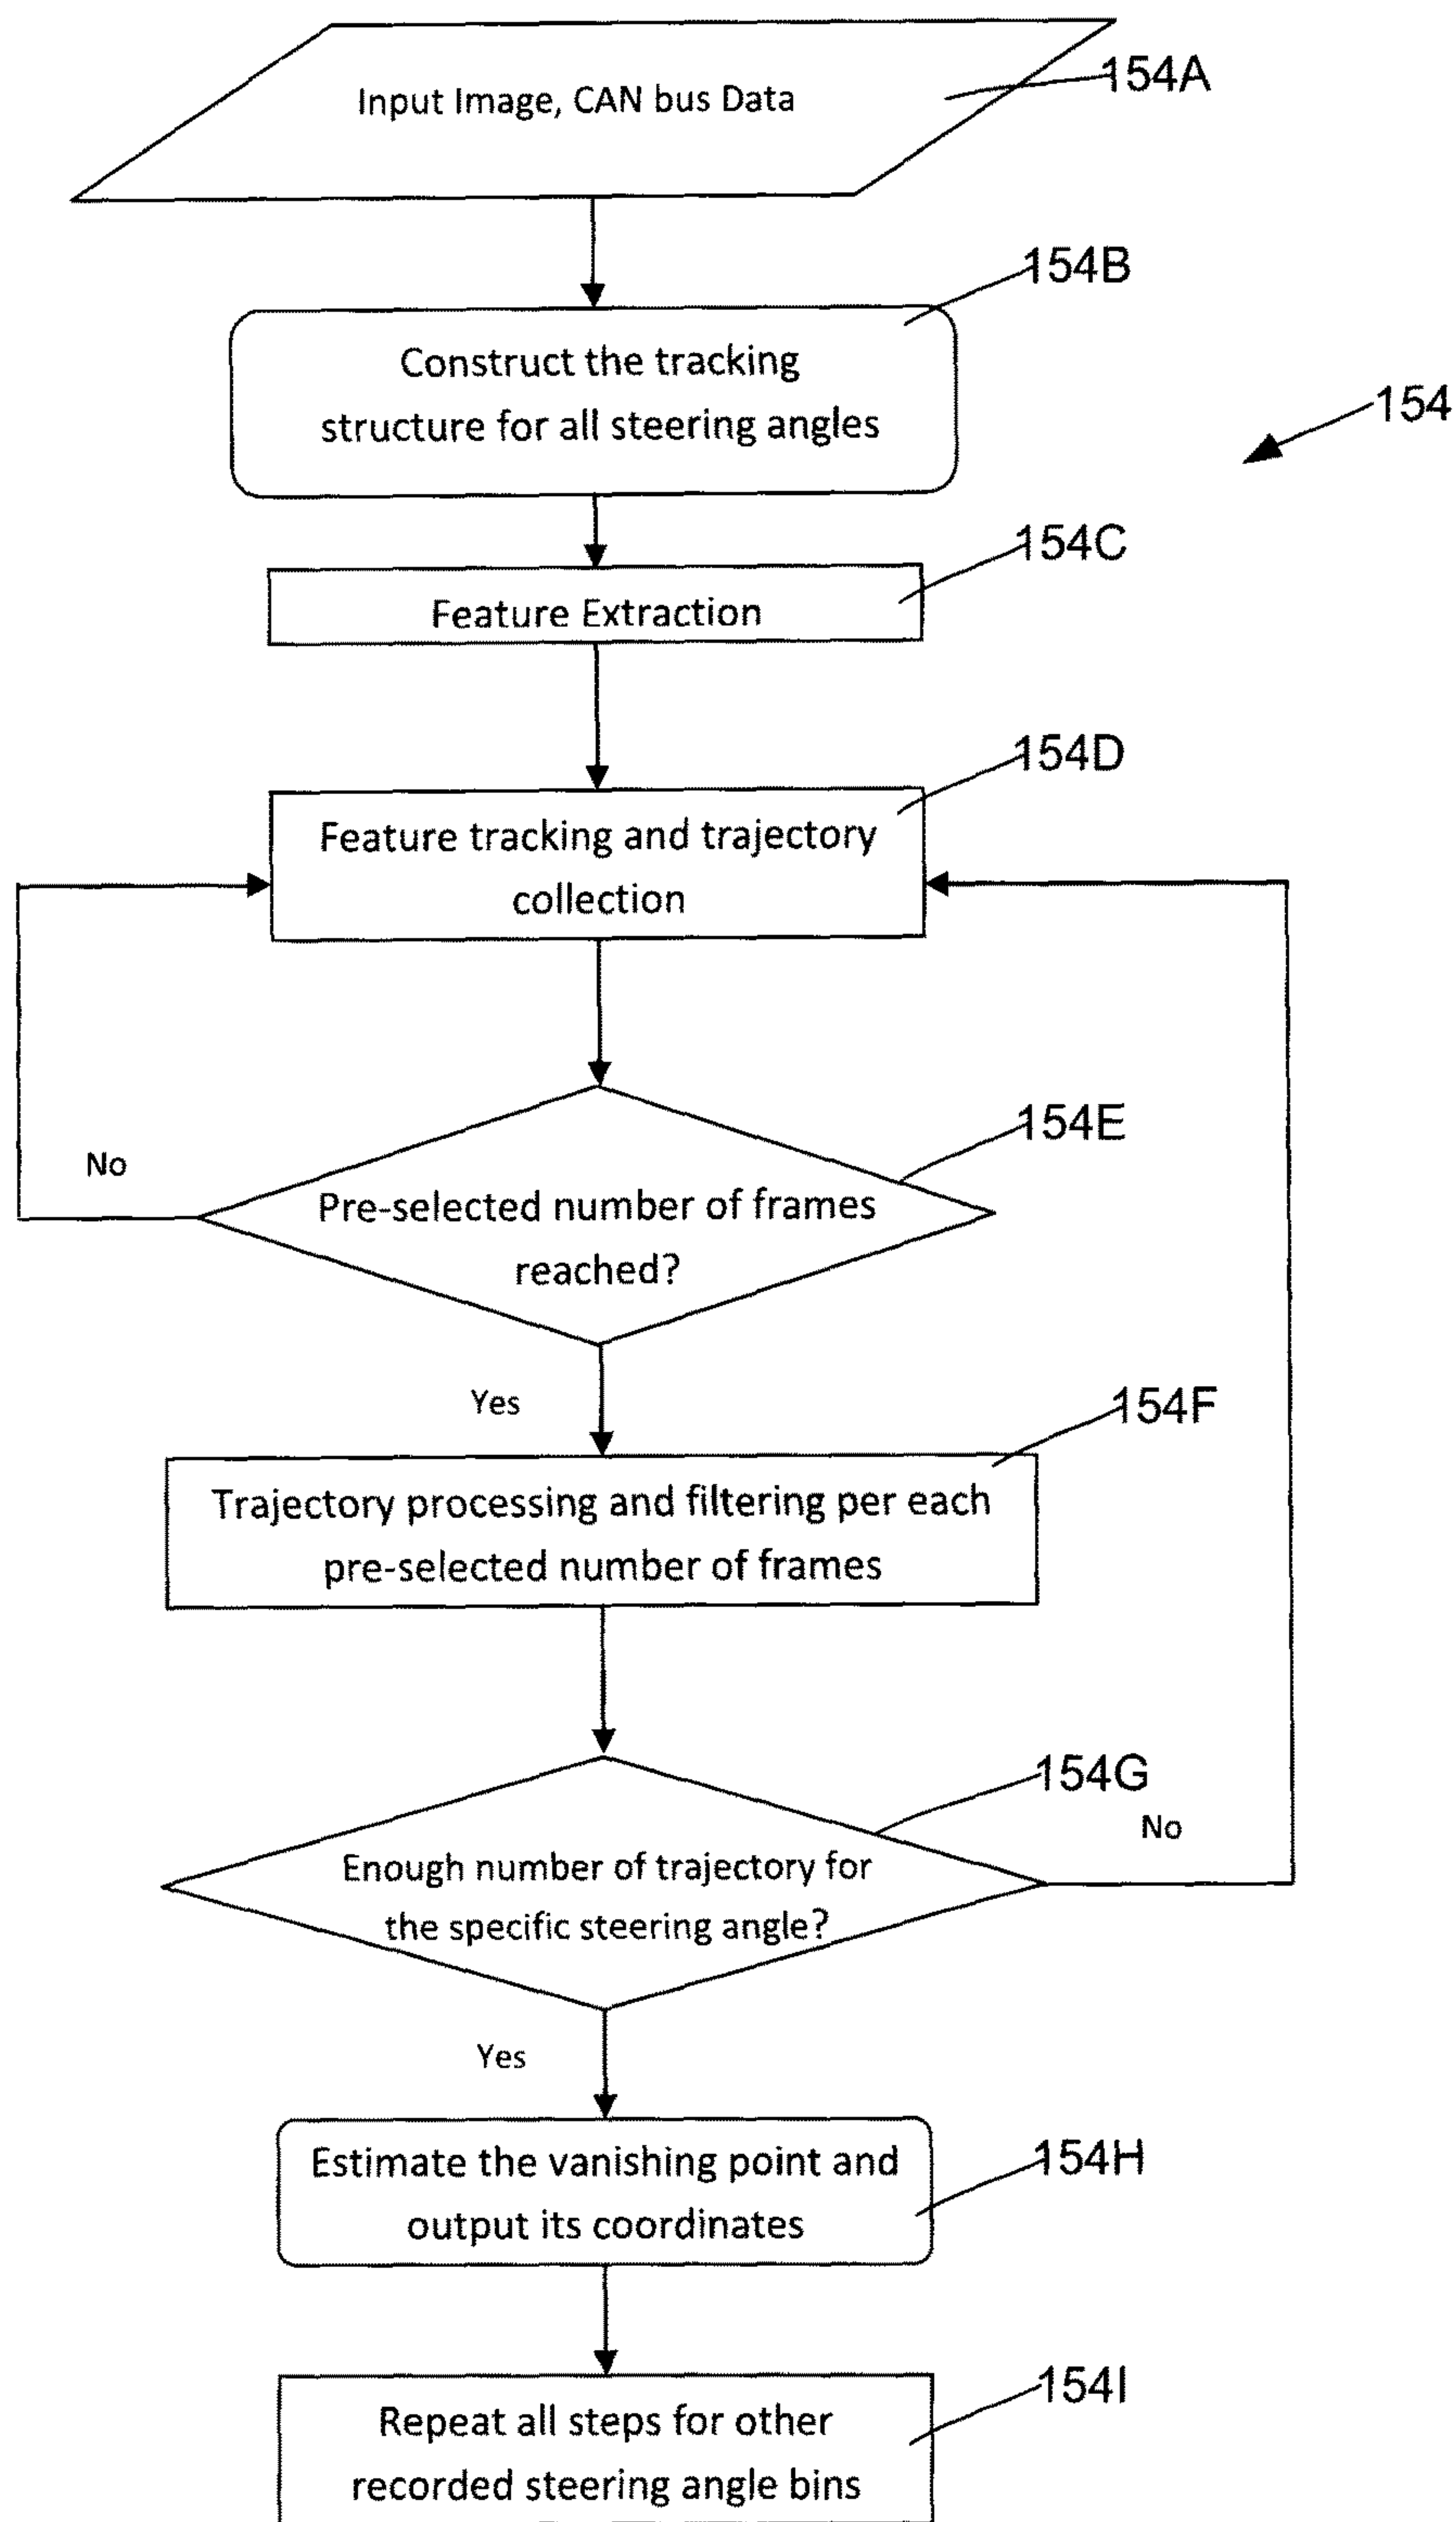 Input Image, CAN bus Data
154A
154B
Construct the tracking
structure for all steering angles
154
154C
Feature Extraction
154D
Feature tracking and trajectory
collection
154E
No
Pre-selected number of frames
reached?
Yes
154F
Trajectory processing and filtering per each
pre-selected number of frames
154G
No
Enough number of trajectory for
the specific steering angle?
Yes
154H
Estimate the vanishing point and
output its coordinates
154I
Repeat all steps for other
recorded steering angle bins